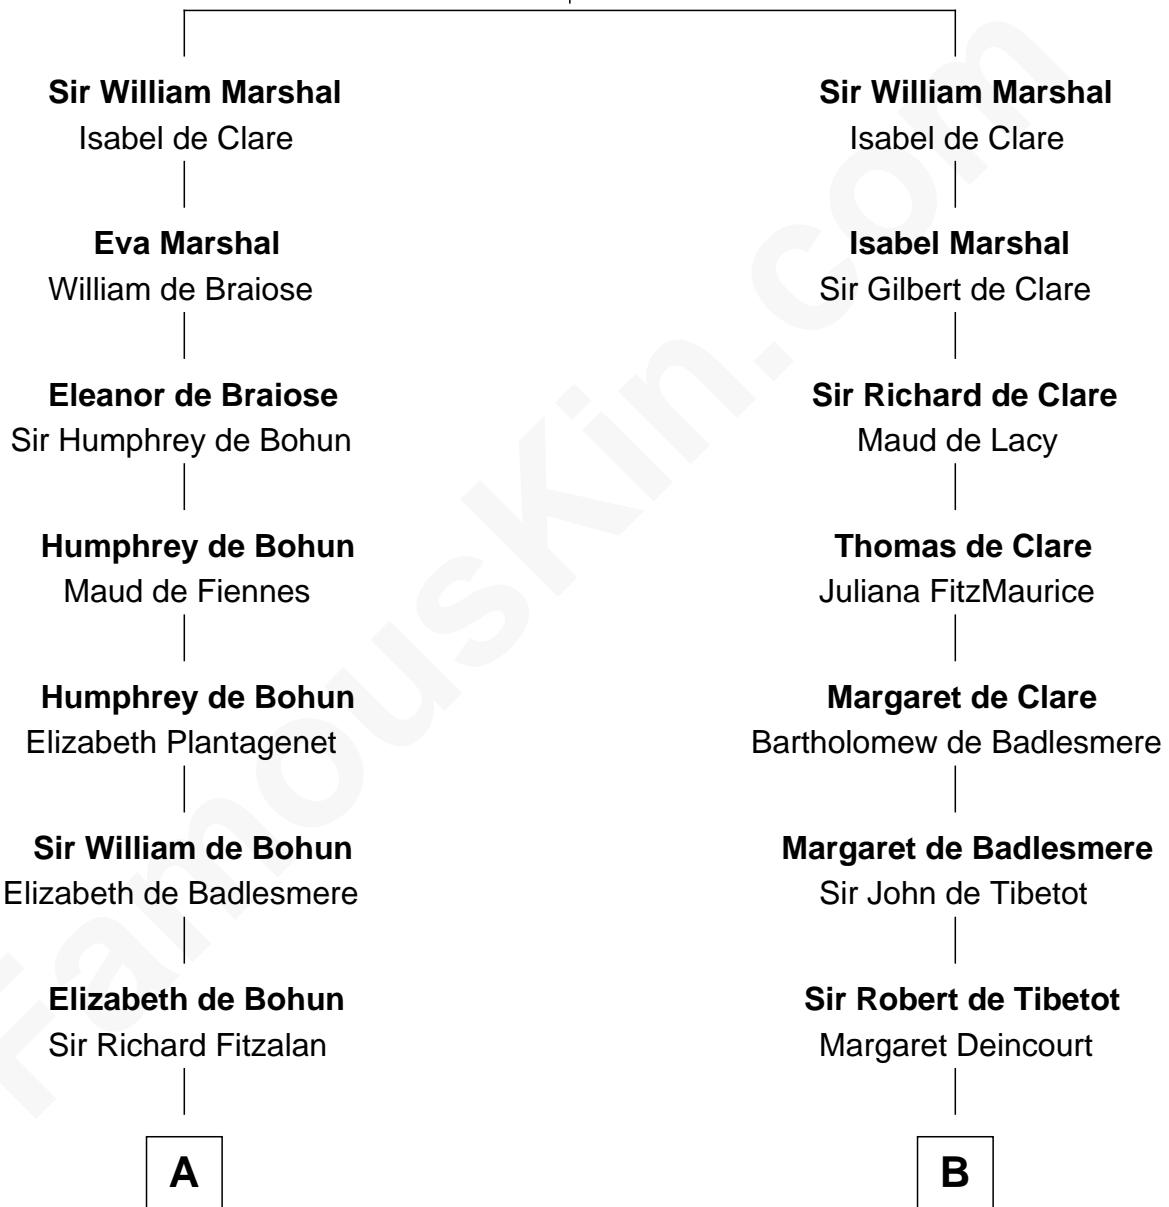 Sir William Marshal
Isabel de Clare
Eva Marshal
William de Braiose
Eleanor de Braiose
Sir Humphrey de Bohun
Humphrey de Bohun
Maud de Fiennes
Humphrey de Bohun
Elizabeth Plantagenet
Sir William de Bohun
Elizabeth de Badlesmere
Elizabeth de Bohun
Sir Richard Fitzalan
A
Sir William Marshal
Isabel de Clare
Isabel Marshal
Sir Gilbert de Clare
Sir Richard de Clare
Maud de Lacy
Thomas de Clare
Juliana FitzMaurice
Margaret de Clare
Bartholomew de Badlesmere
Margaret de Badlesmere
Sir John de Tibetot
Sir Robert de Tibetot
Margaret Deincourt
B
FamousKin.com